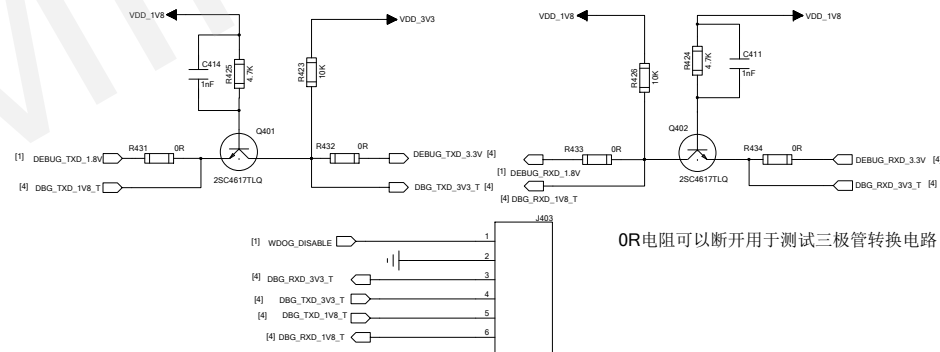 VDD_1V8
VDD_3V3
C414
1nF
R425
4.7K
R423
10K
Q401
2SC4617TLQ
[1] DEBUG_TXD_1.8V
R431 0R
[4] DBG_TXD_1V8_T
R432 0R
DEBUG_TXD_3.3V [4]
DBG_TXD_3V3_T [4]
VDD_1V8
VDD_1V8
R426
10K
R424
4.7K
C411
1nF
Q402
2SC4617TLQ
R433 0R
[1] DEBUG_RXD_1.8V
[4] DBG_RXD_1V8_T
R434 0R
DEBUG_RXD_3.3V [4
DBG_RXD_3V3_T [4]
J403
[1] WDOG_DISABLE 1
2
[4] DBG_RXD_3V3_T 3
[4] DBG_TXD_3V3_T 4
[4] DBG_TXD_1V8_T 5
[4] DBG_RXD_1V8_T 6
0R电阻可以断开用于测试三极管转换电路